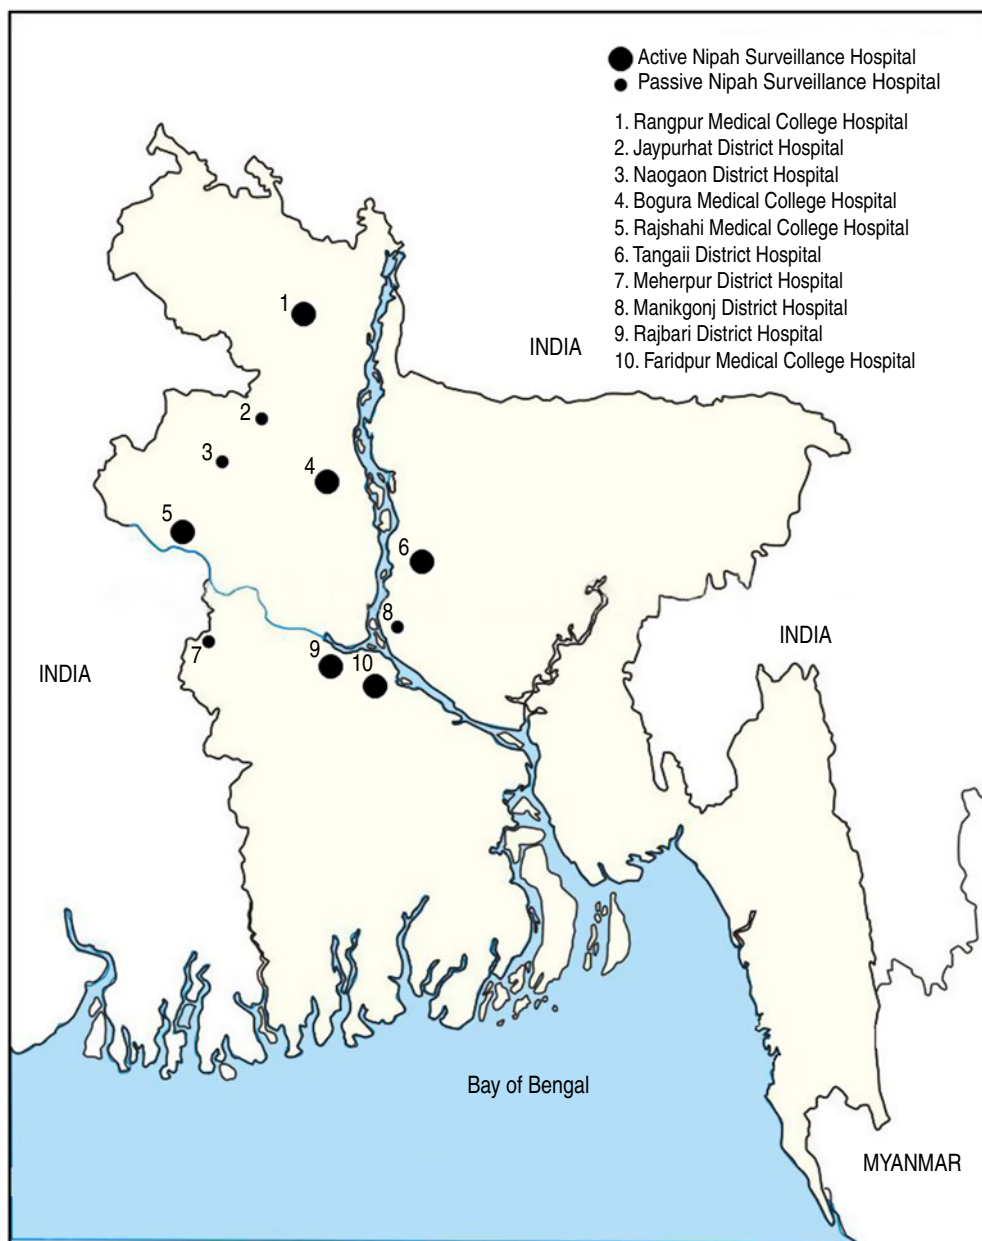 Active Nipah Surveillance Hospital
Passive Nipah Surveillance Hospital
1. Rangpur Medical College Hospital
2. Jaypurhat District Hospital
3. Naogaon District Hospital
4. Bogura Medical College Hospital
5. Rajshahi Medical College Hospital
6. Tangaii District Hospital
7. Meherpur District Hospital
8. Manikgonj District Hospital
9. Rajbari District Hospital
10. Faridpur Medical College Hospital
1
INDIA
2
3
4
5
6
8
INDIA
7
9
10
INDIA
Bay of Bengal
MYANMAR